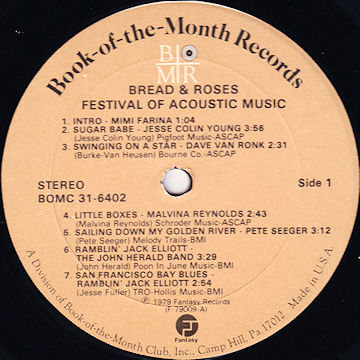 Book-of-the-Month Records
B M
M R
BREAD & ROSES
FESTIVAL OF ACOUSTIC MUSIC
1. INTRO - MIMI FARINA 1:04
2. SUGAR BABE - JESSE COLIN YOUNG 3:56
(Jesse Colin Young) Pigfoot Music-ASCAP
3. SWINGING ON A STAR - DAVE VAN RONK 2:31
(Burke-Van Heusen) Bourne Co.-ASCAP
STEREO
BOMC 31-6402
Side 1
4. LITTLE BOXES - MALVINA REYNOLDS 2:43
(Malvina Reynolds) Schroder Music-ASCAP
5. SAILING DOWN MY GOLDEN RIVER - PETE SEEGER 3:12
(Pete Seeger) Melody Trails-BMI
6. RAMBLIN' JACK ELLIOTT -
THE JOHN HERALD BAND 3:29
(John Herald) Poon In June Music-BMI
7. SAN FRANCISCO BAY BLUES -
RAMBLIN' JACK ELLIOTT 2:54
(Jesse Fuller) TRO-Hollis Music-BMI
℗ 1979 Fantasy Records
(F-79009-A)
Fantasy
A Division of Book-of-the-Month Club, Inc., Camp Hill, Pa. 17012 Made in U.S.A.